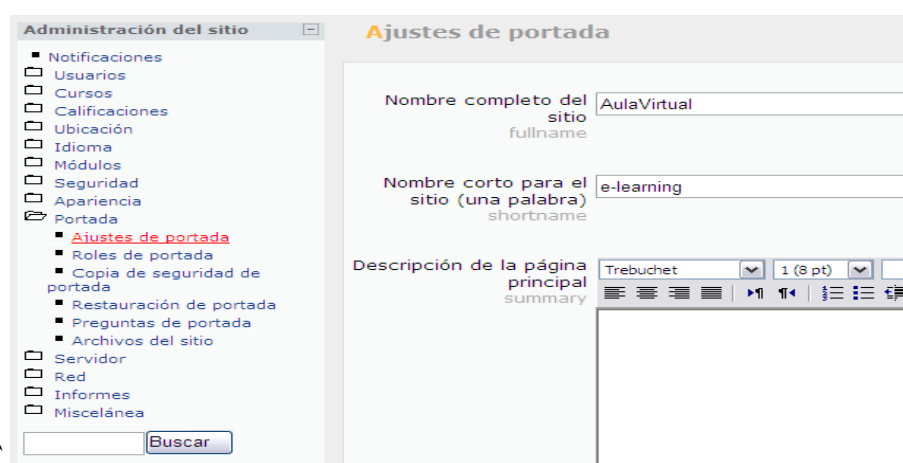 Administración del sitio
Notificaciones
Usuarios
Cursos
Calificaciones
Ubicación
Idioma
Módulos
Seguridad
Apariencia
Portada
Ajustes de portada
Roles de portada
Copia de seguridad de
portada
Restauración de portada
Preguntas de portada
Archivos del sitio
Servidor
Red
Informes
Miscelánea
Buscar
Ajustes de portada
Nombre completo del
sitio
fullname
AulaVirtual
Nombre corto para el
sitio (una palabra)
shortname
e-learning
Descripción de la página
principal
summary
Trebuchet
1 (8 pt)